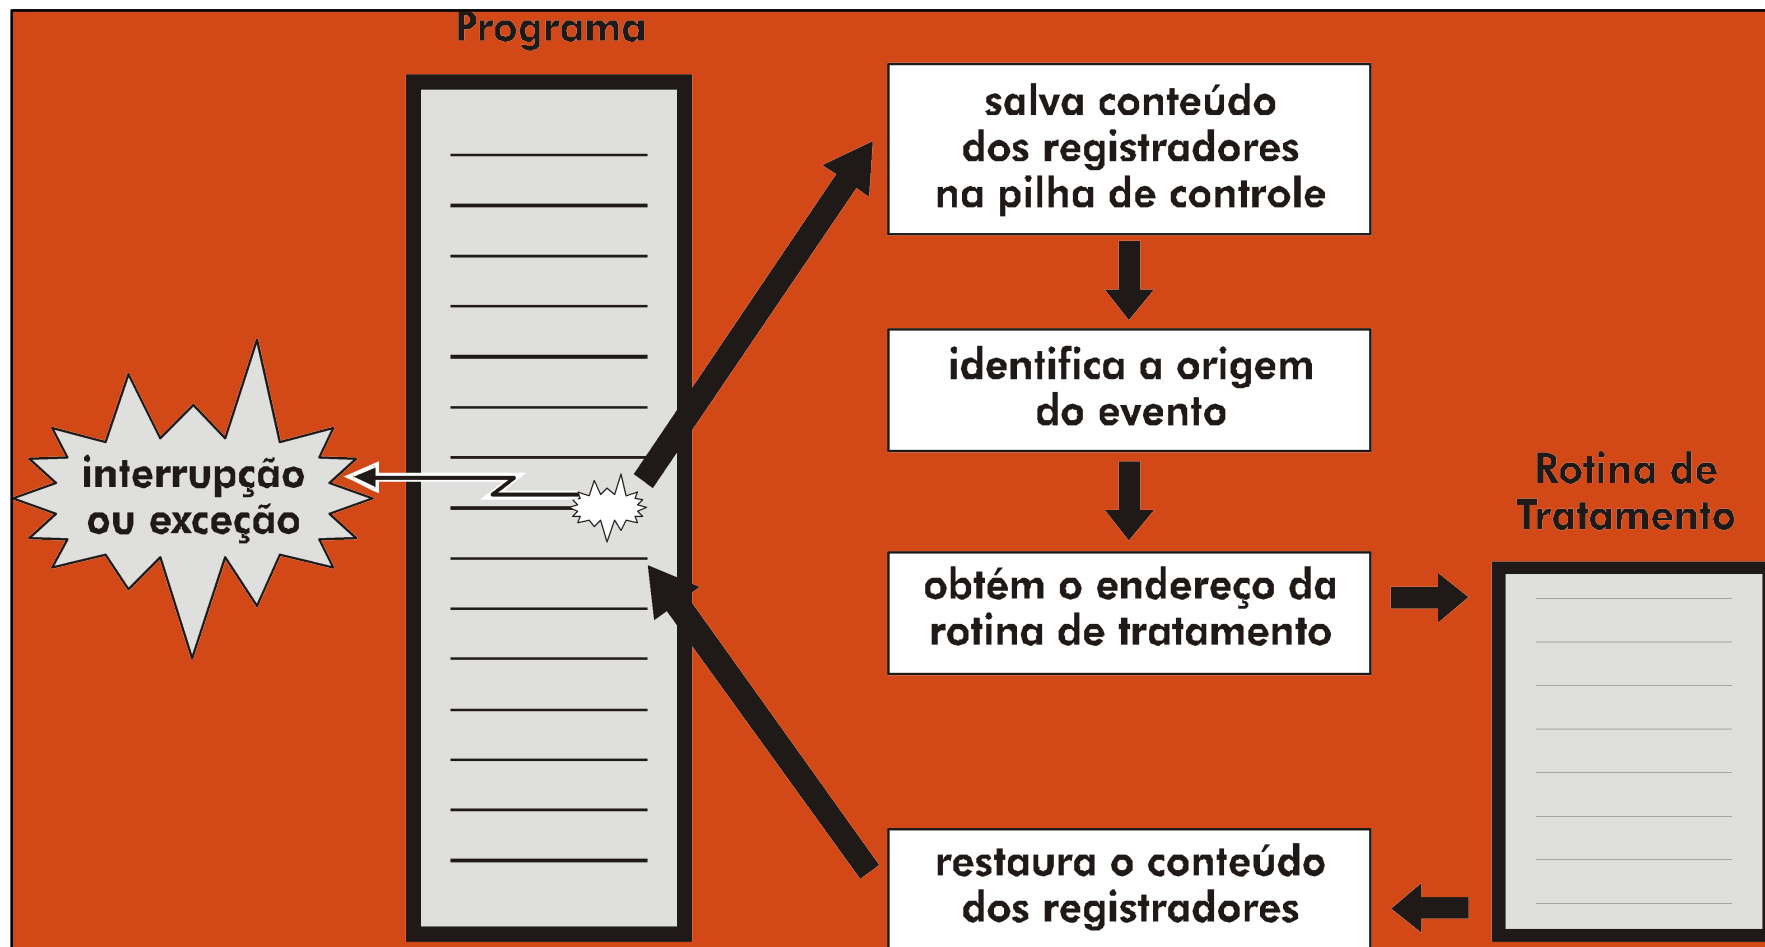 Programa
salva conteúdo
dos registradores
na pilha de controle
identifica a origem
do evento
interrupção
ou exceção
Rotina de
Tratamento
obtém o endereço da
rotina de tratamento
restaura o conteúdo
dos registradores